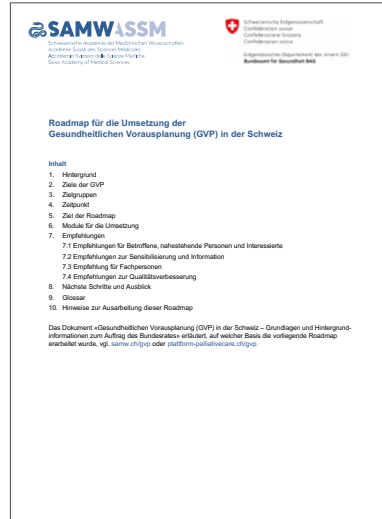 SAMWASSM
Schweizerische Akademie der Medizinischen Wissenschaften
Académie Suisse des Sciences Médicales
Accademia Svizzera delle Scienze Mediche
Swiss Academy of Medical Sciences
Schweizerische Eidgenossenschaft
Confédération suisse
Confederazione Svizzera
Confederaziun svizra
Eidgenössisches Departement des Innern EDI
Bundesamt für Gesundheit BAG
Roadmap für die Umsetzung der
Gesundheitlichen Vorausplanung (GVP) in der Schweiz
Inhalt
1. Hintergrund
2. Ziele der GVP
3. Zielgruppen
4. Zeitpunkt
5. Ziel der Roadmap
6. Module für die Umsetzung
7. Empfehlungen
7.1 Empfehlungen für Betroffene, nahestehende Personen und Interessierte
7.2 Empfehlungen zur Sensibilisierung und Information
7.3 Empfehlung für Fachpersonen
7.4 Empfehlungen zur Qualitätsverbesserung
8. Nächste Schritte und Ausblick
9. Glossar
10. Hinweise zur Ausarbeitung dieser Roadmap
Das Dokument «Gesundheitlichen Vorausplanung (GVP) in der Schweiz – Grundlagen und Hintergrund-
informationen zum Auftrag des Bundesrates» erläutert, auf welcher Basis die vorliegende Roadmap
erarbeitet wurde, vgl. samw.ch/gvp oder plattform-palliativecare.ch/gvp.